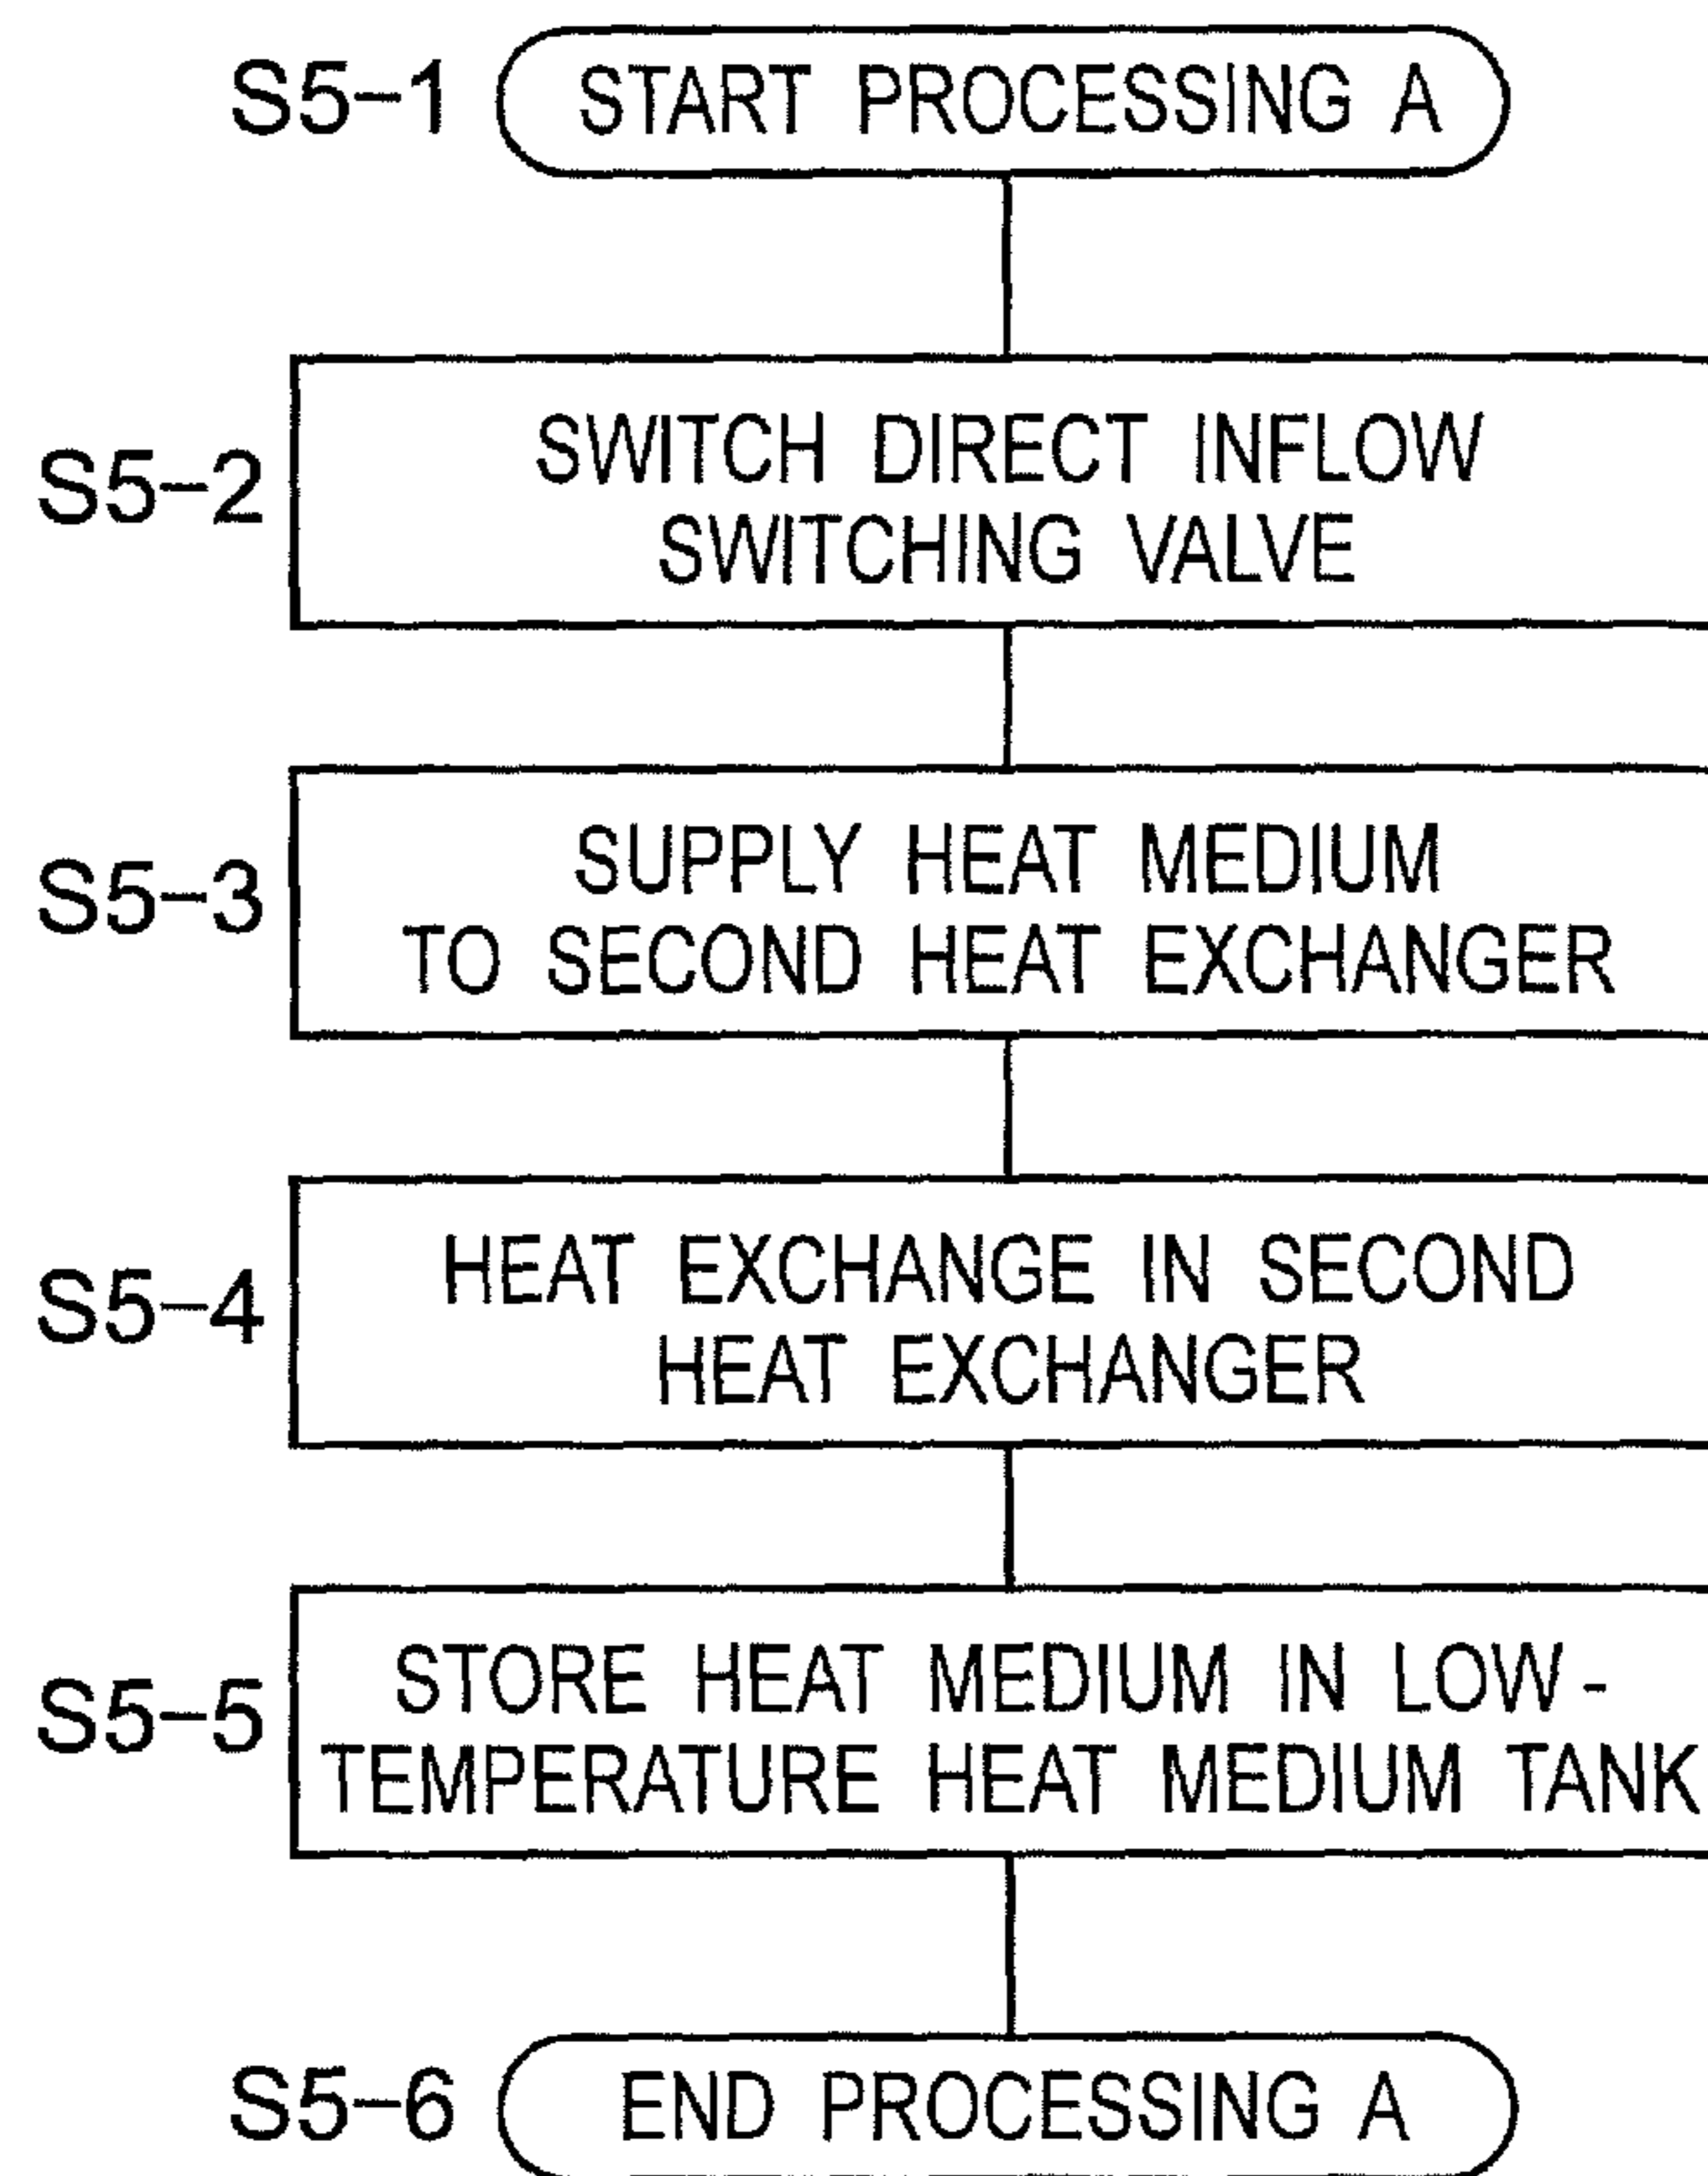 S5-1 START PROCESSING A
S5-2
SWITCH DIRECT INFLOW
SWITCHING VALVE
S5-3
SUPPLY HEAT MEDIUM
TO SECOND HEAT EXCHANGER
S5-4
HEAT EXCHANGE IN SECOND
HEAT EXCHANGER
S5-5
STORE HEAT MEDIUM IN LOW-
TEMPERATURE HEAT MEDIUM TANK
S5-6 END PROCESSING A